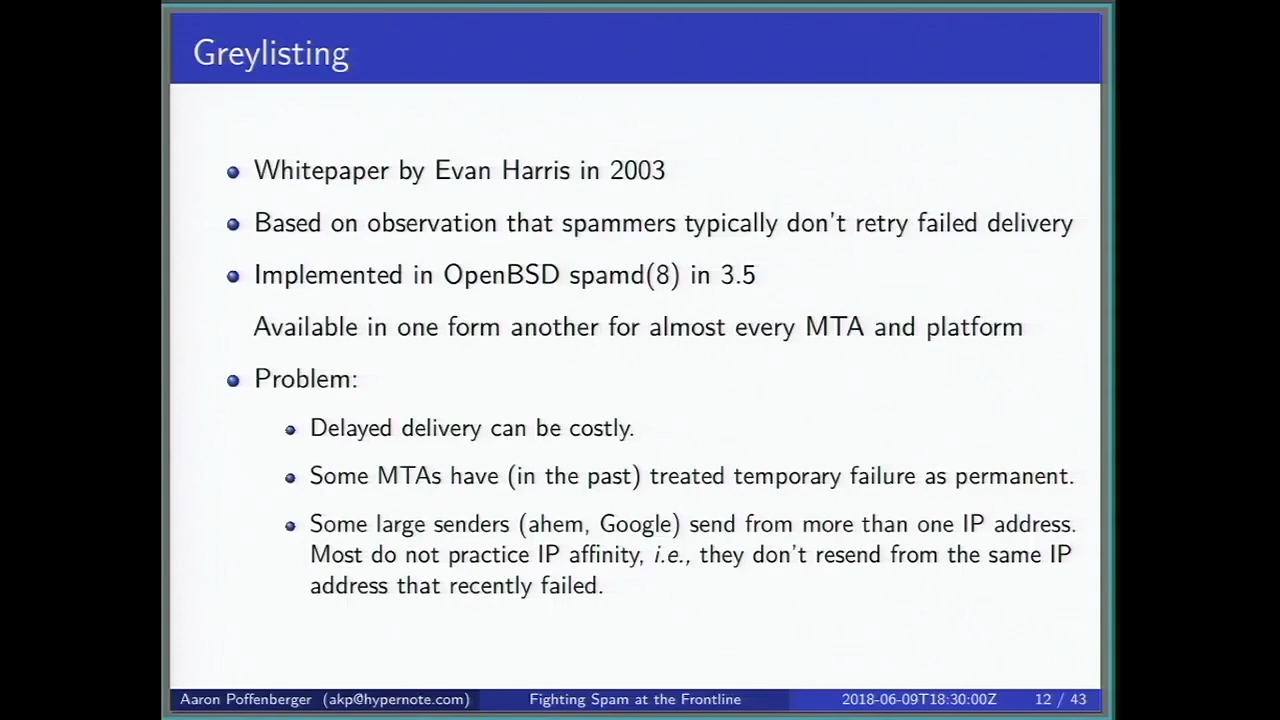 Greylisting
Whitepaper by Evan Harris in 2003
Based on observation that spammers typically don't retry failed delivery
Implemented in OpenBSD spamd(8) in 3.5
Available in one form another for almost every MTA and platform
Problem:
Delayed delivery can be costly.
Some MTAs have (in the past) treated temporary failure as permanent.
Some large senders (ahem, Google) send from more than one IP address.
Most do not practice IP affinity, i.e., they don't resend from the same IP
address that recently failed.
Aaron Poffenberger (akp@hypernote.com) Fighting Spam at the Frontline 2018-06-09T18:30:00Z 12 / 43